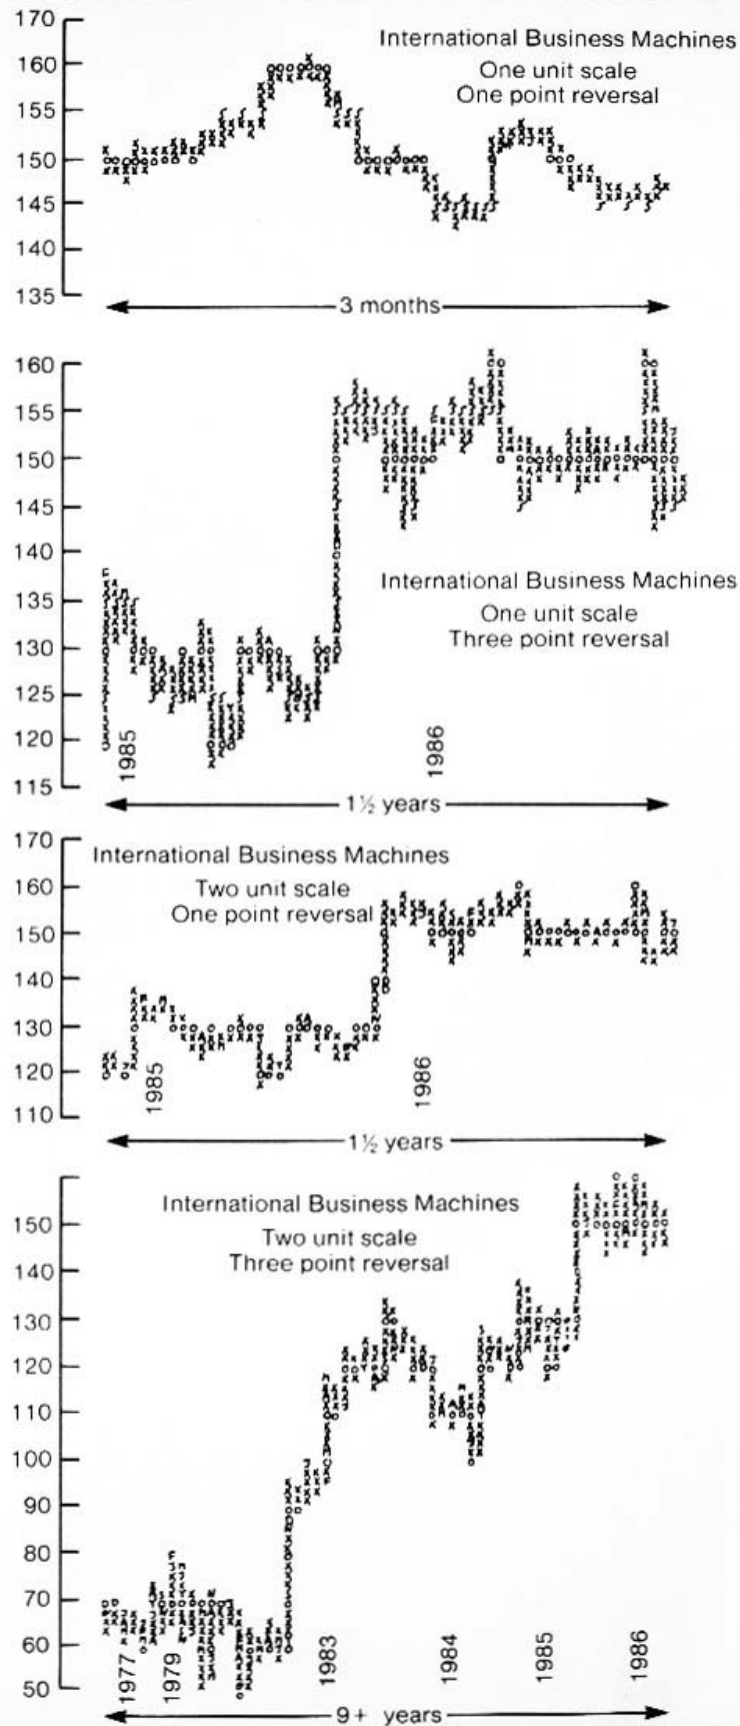 170
International Business Machines
160
One unit scale
One point reversal
155
150
145
140
135
3 months
160
155
150
145
140
International Business Machines
135
One unit scale
Three point reversal
130
125
120
1985
1986
115
1½ years
170
International Business Machines
160
Two unit scale
One point reversal
150
140
130
120
1985
1986
110
1½ years
International Business Machines
150
Two unit scale
Three point reversal
140
130
120
110
100
90
80
70
60
50
1977
1979
1983
1984
1985
1986
9+ years